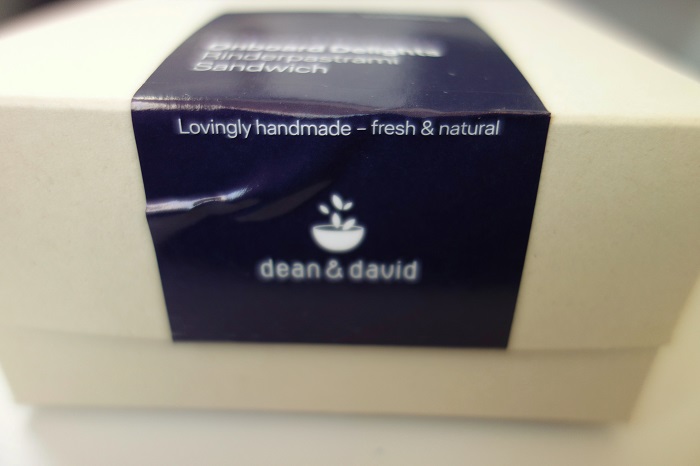 Onboard Delights
Rinderpastrami
Sandwich
Lovingly handmade – fresh & natural
dean & david